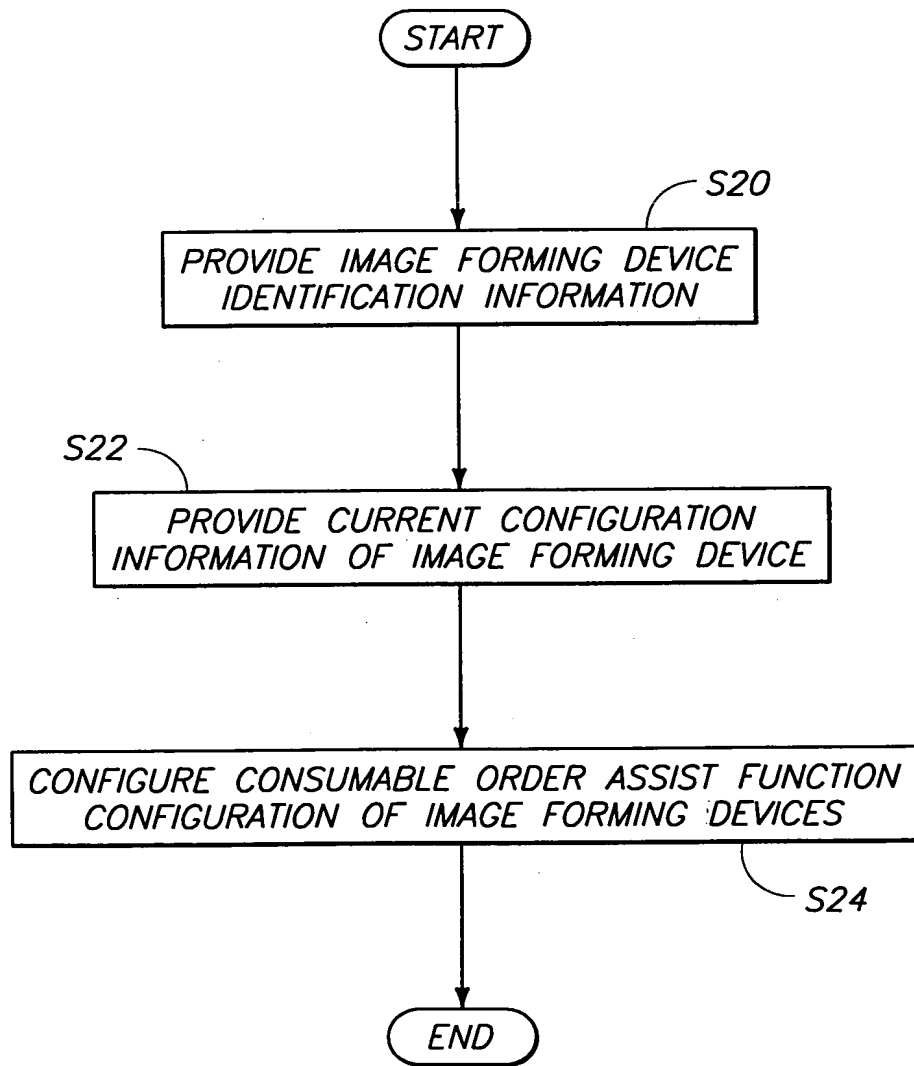 START
S20
PROVIDE IMAGE FORMING DEVICE
IDENTIFICATION INFORMATION
S22
PROVIDE CURRENT CONFIGURATION
INFORMATION OF IMAGE FORMING DEVICE
CONFIGURE CONSUMABLE ORDER ASSIST FUNCTION
CONFIGURATION OF IMAGE FORMING DEVICES
S24
END